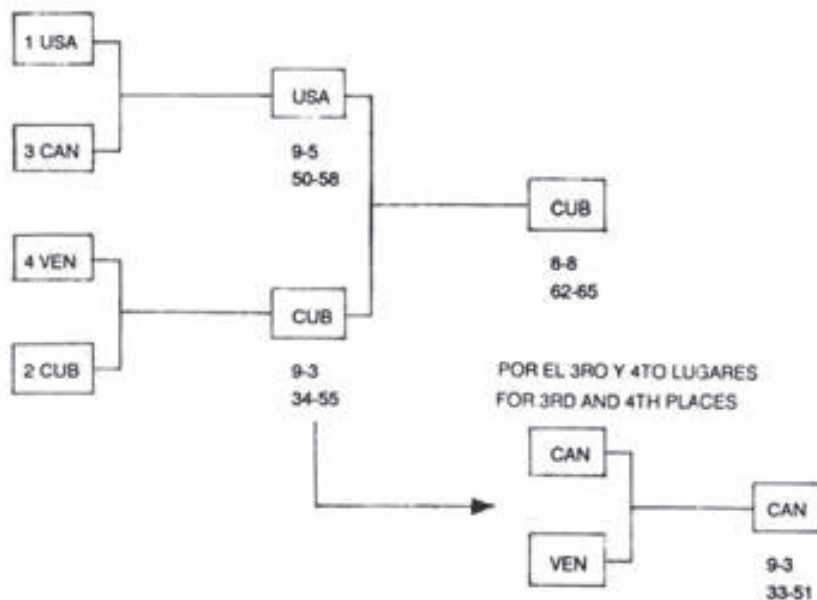 1 USA
3 CAN
USA
9-5
50-58
4 VEN
2 CUB
CUB
9-3
34-55
CUB
8-8
62-65
POR EL 3RO Y 4TO LUGARES
FOR 3RD AND 4TH PLACES
CAN
VEN
CAN
9-3
33-51